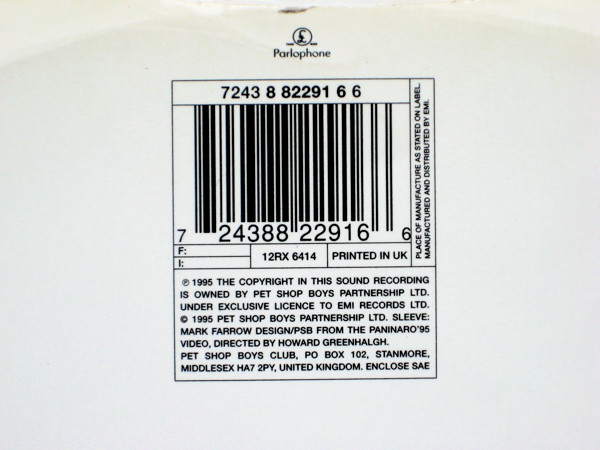 £
TRADE MARK
Parlophone
7243 8 82291 6 6
7 24388 22916 6
PLACE OF MANUFACTURE AS STATED ON LABEL.
MANUFACTURED AND DISTRIBUTED BY EMI.
F:
I:
12RX 6414
PRINTED IN UK
℗ 1995 THE COPYRIGHT IN THIS SOUND RECORDING
IS OWNED BY PET SHOP BOYS PARTNERSHIP LTD.
UNDER EXCLUSIVE LICENCE TO EMI RECORDS LTD.
© 1995 PET SHOP BOYS PARTNERSHIP LTD. SLEEVE:
MARK FARROW DESIGN/PSB FROM THE PANINARO'95
VIDEO, DIRECTED BY HOWARD GREENHALGH.
PET SHOP BOYS CLUB, PO BOX 102, STANMORE,
MIDDLESEX HA7 2PY, UNITED KINGDOM. ENCLOSE SAE